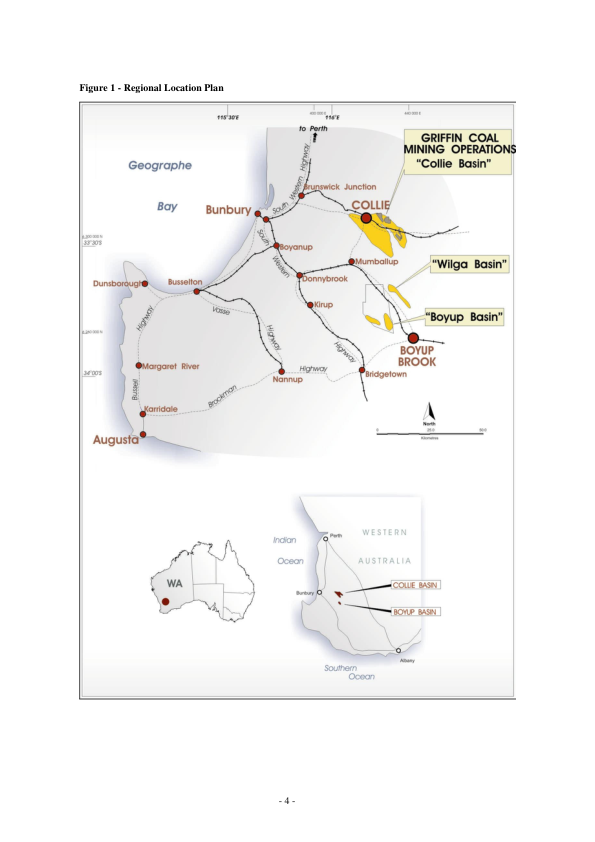 Figure 1 - Regional Location Plan
115°30'E
116°E
to Perth
GRIFFIN COAL
MINING OPERATIONS
"Collie Basin"
Geographe
Bay
South Western Highway
Brunswick Junction
Bunbury
COLLIE
33°30'S
South Western Highway
Boyanup
Mumballup
"Wilga Basin"
Dunsborough
Busselton
Donnybrook
Kirup
Vasse Highway
"Boyup Basin"
Bussell Highway
BOYUP
BROOK
Margaret River
34°00'S
Nannup
Brockman Highway
Bridgetown
Karridale
Augusta
North
0 25.0 50.0
Kilometres
Indian
Ocean
Perth
WESTERN
AUSTRALIA
WA
Bunbury
COLLIE BASIN
BOYUP BASIN
Albany
Southern
Ocean
- 4 -